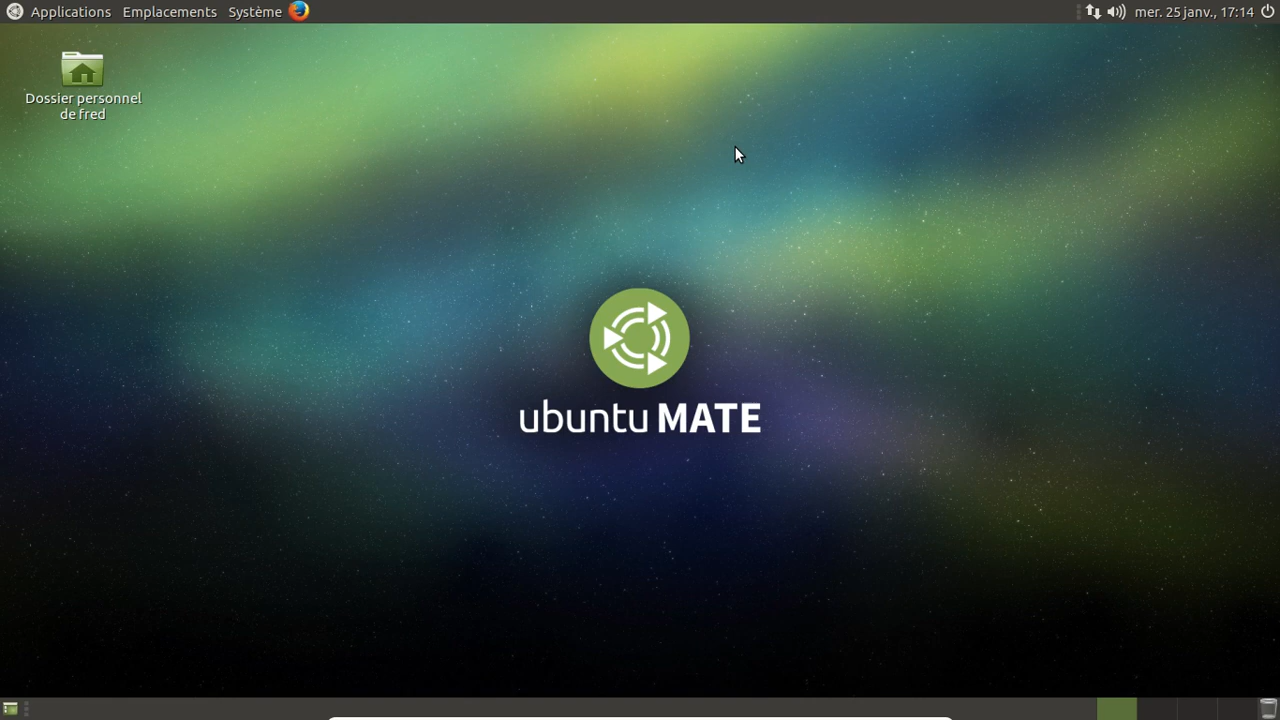 Applications Emplacements Système mer. 25 janv., 17:14
Dossier personnel
de fred
ubuntu MATE